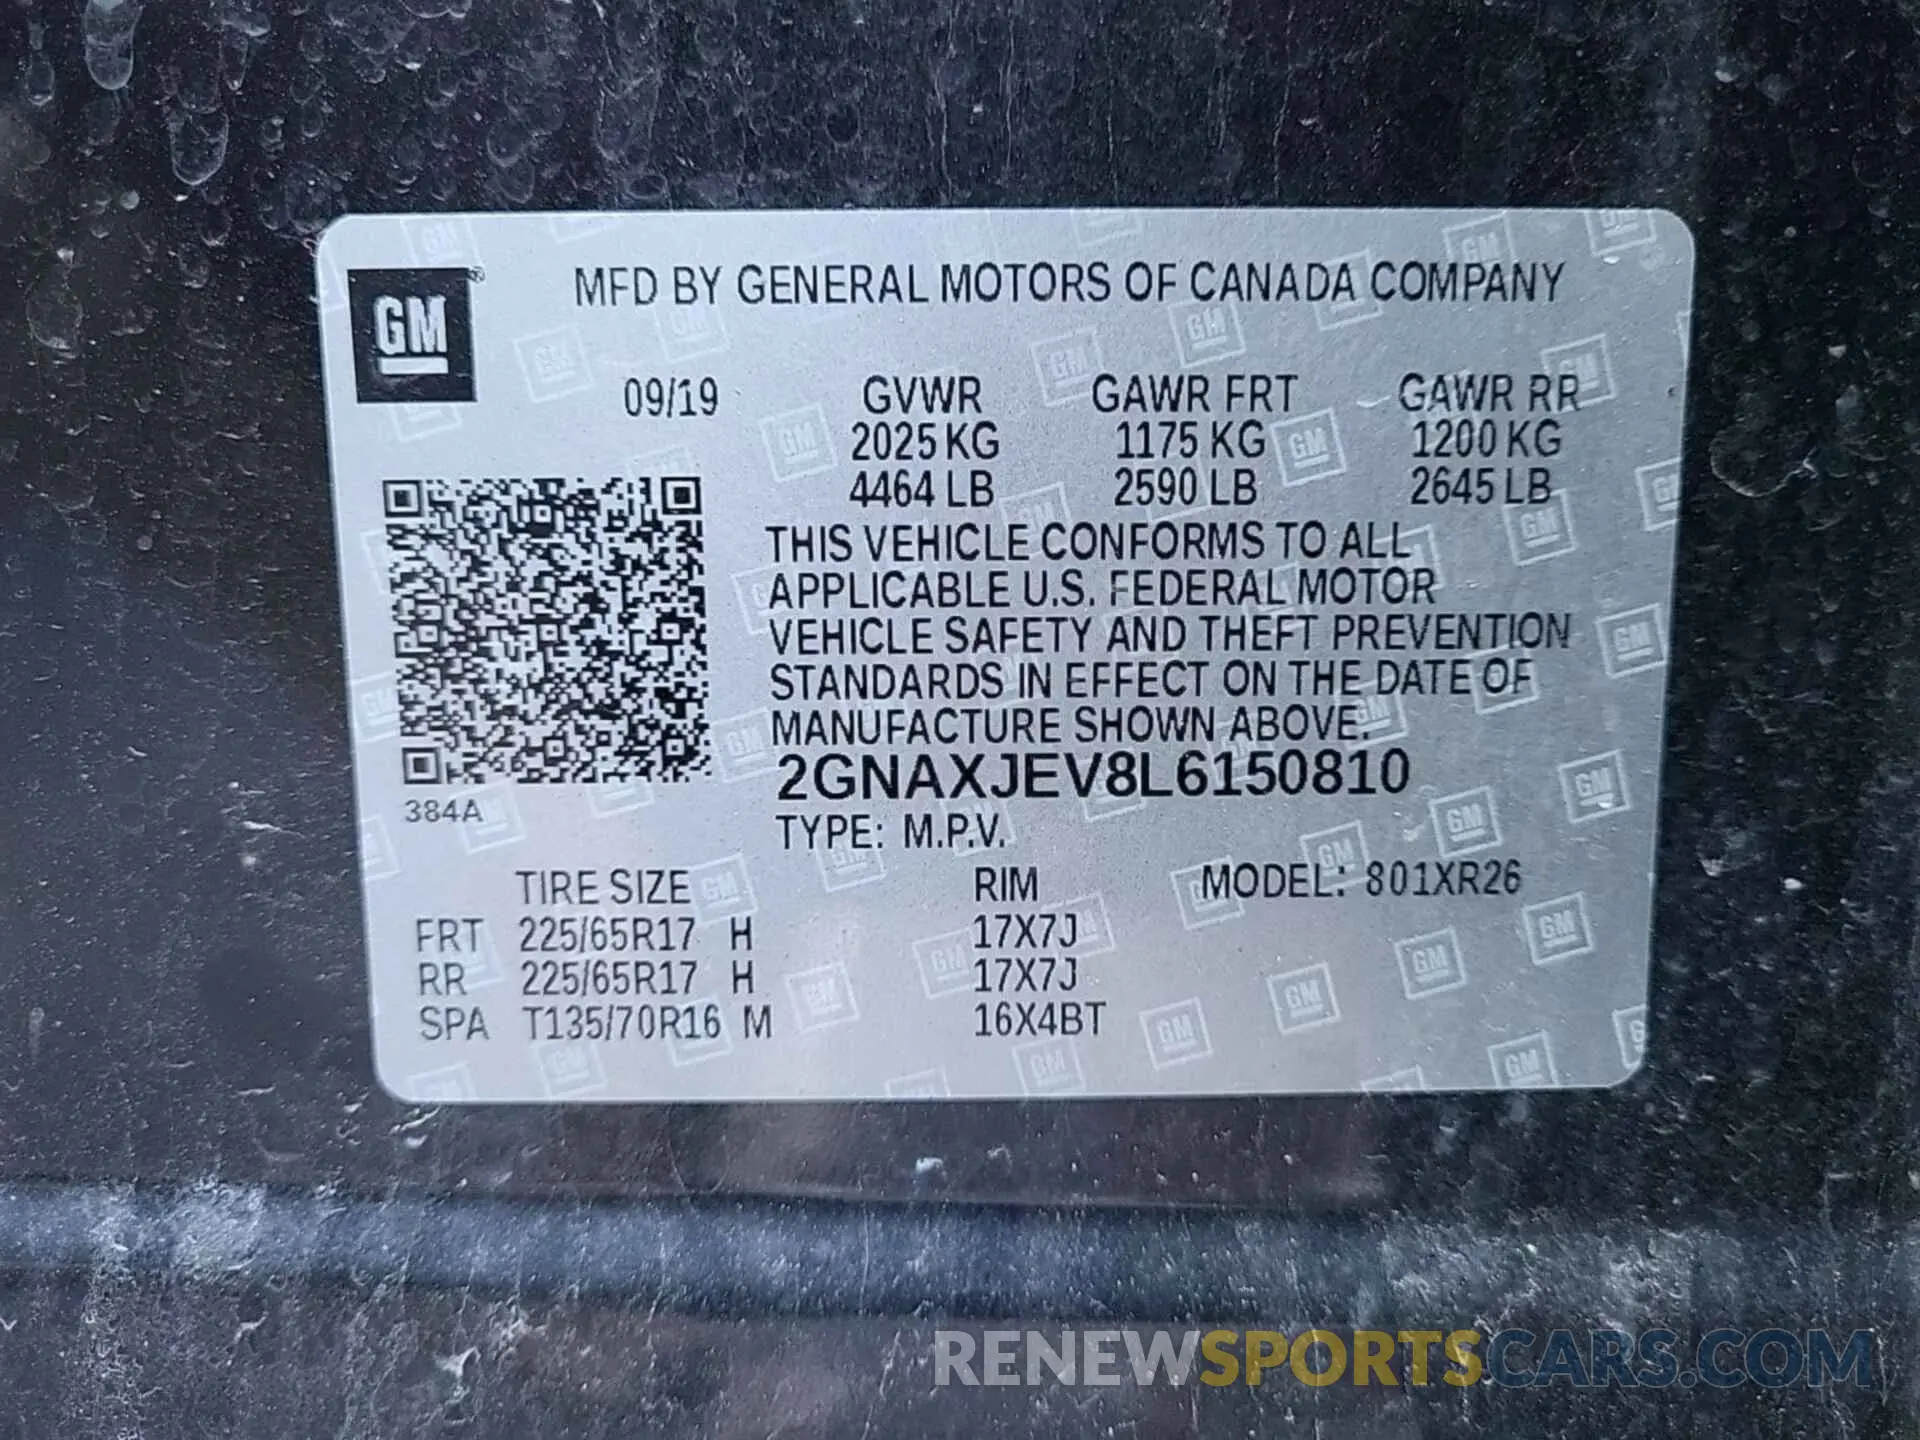 GM®
MFD BY GENERAL MOTORS OF CANADA COMPANY
09/19 GVWR GAWR FRT GAWR RR
2025 KG 1175 KG 1200 KG
4464 LB 2590 LB 2645 LB
THIS VEHICLE CONFORMS TO ALL
APPLICABLE U.S. FEDERAL MOTOR
VEHICLE SAFETY AND THEFT PREVENTION
STANDARDS IN EFFECT ON THE DATE OF
MANUFACTURE SHOWN ABOVE.
2GNAXJEV8L6150810
384A
TYPE: M.P.V.
TIRE SIZE RIM MODEL: 801XR26
FRT 225/65R17 H 17X7J
RR 225/65R17 H 17X7J
SPA T135/70R16 M 16X4BT
RENEWSPORTSCARS.COM